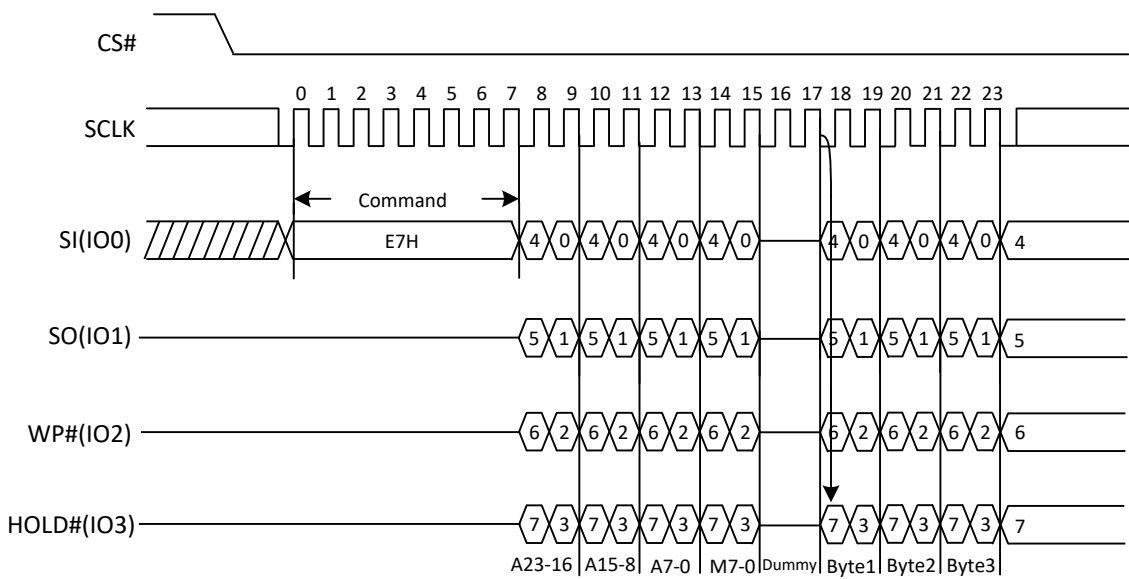 CS#
0 1 2 3 4 5 6 7 8 9 10 11 12 13 14 15 16 17 18 19 20 21 22 23
SCLK
Command
SI(IO0) E7H 4 0 4 0 4 0 4 0 4 0 4 0 4 0 4
SO(IO1) 5 1 5 1 5 1 5 1 5 1 5 1 5 1 5
WP#(IO2) 6 2 6 2 6 2 6 2 6 2 6 2 6 2 6
HOLD#(IO3) 7 3 7 3 7 3 7 3 7 3 7 3 7 3 7
A23-16 A15-8 A7-0 M7-0 Dummy Byte1 Byte2 Byte3